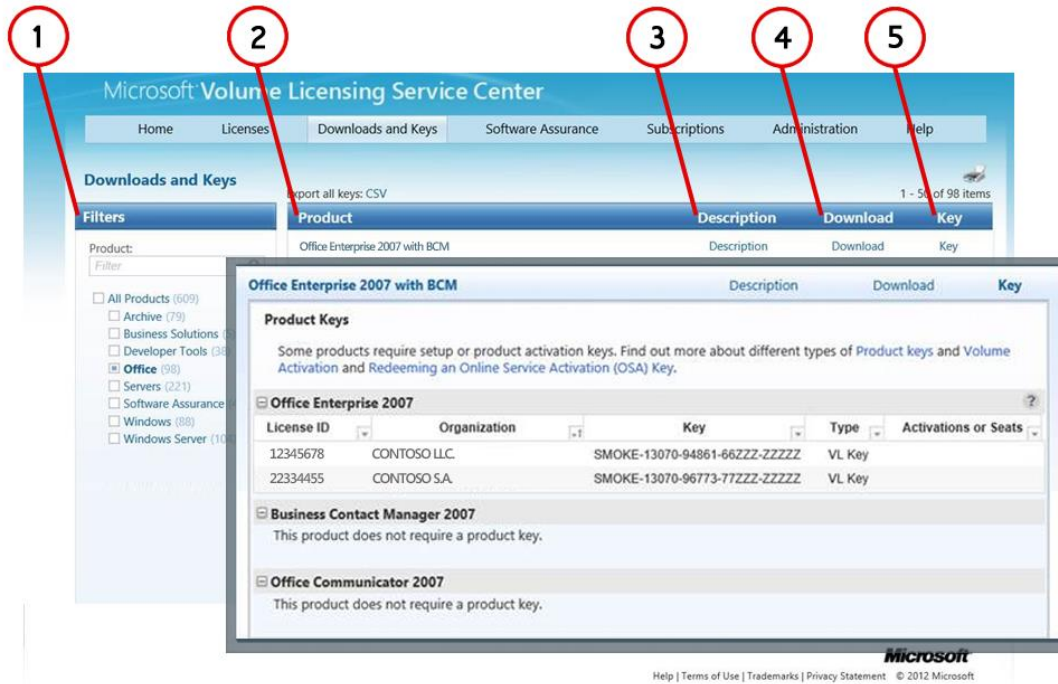 1 2 3 4 5
Microsoft Volume Licensing Service Center
Home Licenses Downloads and Keys Software Assurance Subscriptions Administration Help
Downloads and Keys
Export all keys: CSV 1 - 50 of 98 items
Filters Product Description Download Key
Product: Office Enterprise 2007 with BCM Description Download Key
Filter
All Products (609)
Archive (79)
Business Solutions
Developer Tools (38
Office (98)
Servers (221)
Software Assurance
Windows (88)
Windows Server
Office Enterprise 2007 with BCM Description Download Key
Product Keys
Some products require setup or product activation keys. Find out more about different types of Product keys and Volume
Activation and Redeeming an Online Service Activation (OSA) Key.
Office Enterprise 2007 ?
License ID Organization Key Type Activations or Seats
12345678 CONTOSO LLC. SMOKE-13070-94861-66ZZZ-ZZZZZ VL Key
22334455 CONTOSO S.A. SMOKE-13070-96773-77ZZZ-ZZZZZ VL Key
Business Contact Manager 2007
This product does not require a product key.
Office Communicator 2007
This product does not require a product key.
Microsoft
Help | Terms of Use | Trademarks | Privacy Statement © 2012 Microsoft